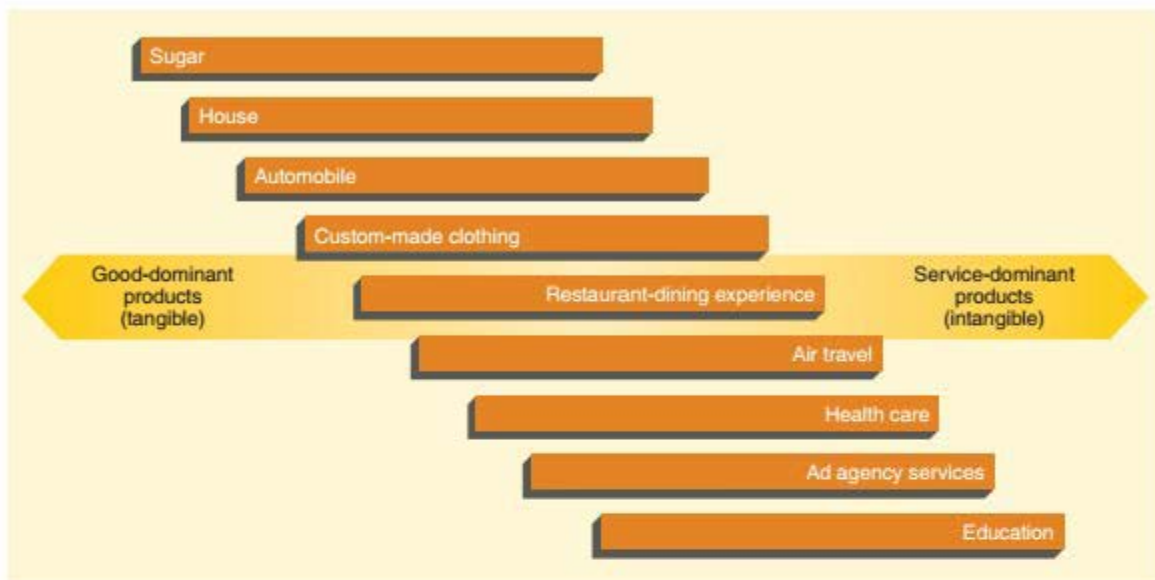 Sugar
House
Automobile
Custom-made clothing
Good-dominant
products
(tangible)
Restaurant-dining experience
Service-dominant
products
(intangible)
Air travel
Health care
Ad agency services
Education